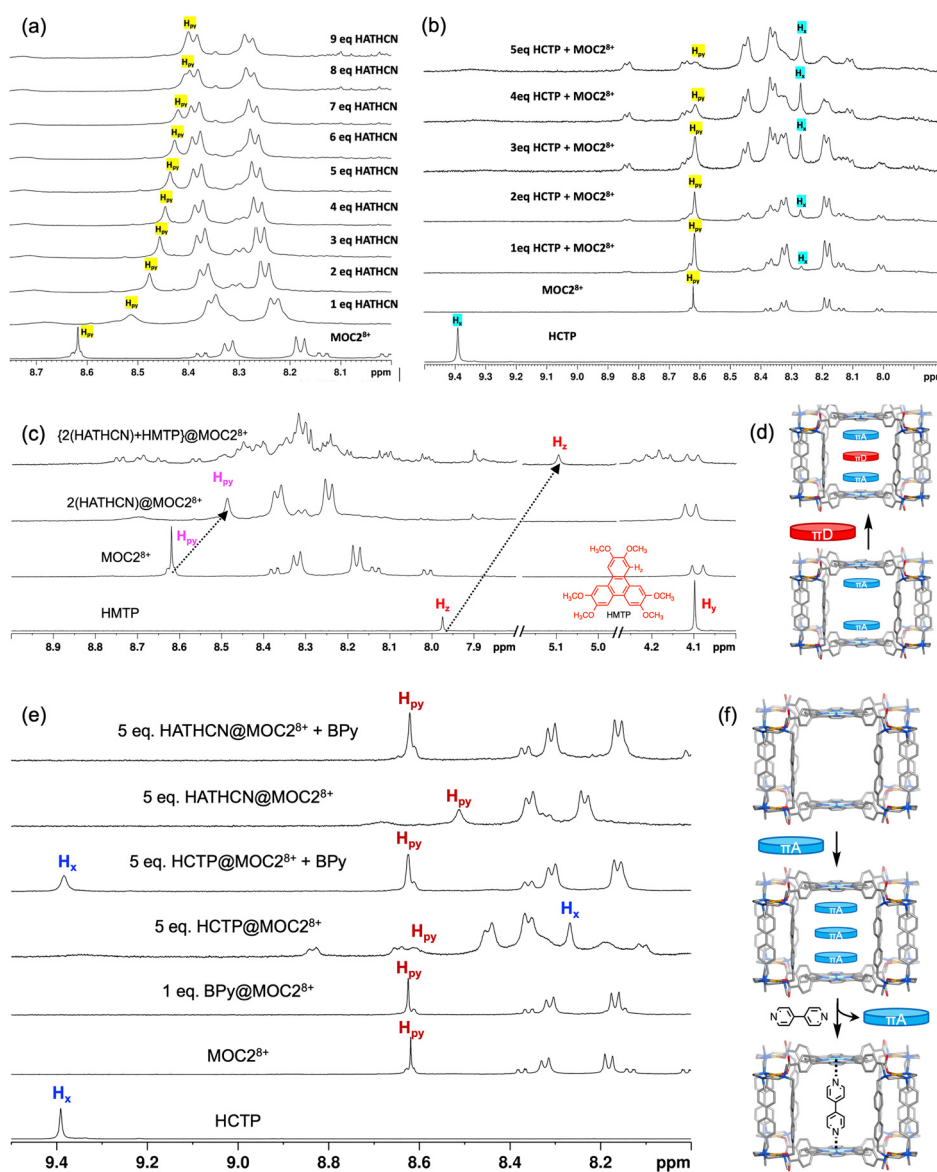 (a)
Hpy
9 eq HATHCN
8 eq HATHCN
Hpy
7 eq HATHCN
Hpy
6 eq HATHCN
Hpy
5 eq HATHCN
Hpy
4 eq HATHCN
Hpy
3 eq HATHCN
Hpy
2 eq HATHCN
Hpy
1 eq HATHCN
Hpy
MOC2⁸⁺
8.7 8.6 8.5 8.4 8.3 8.2 8.1 ppm
(b)
5eq HCTP + MOC2⁸⁺ Hpy Hx
4eq HCTP + MOC2⁸⁺ Hpy Hx
3eq HCTP + MOC2⁸⁺ Hpy Hx
2eq HCTP + MOC2⁸⁺ Hpy Hx
1eq HCTP + MOC2⁸⁺ Hpy Hx
MOC2⁸⁺ Hpy
Hx HCTP
9.4 9.3 9.2 9.1 9.0 8.9 8.8 8.7 8.6 8.5 8.4 8.3 8.2 8.1 8.0 ppm
(c)
{2(HATHCN)+HMTP}@MOC2⁸⁺ Hz
2(HATHCN)@MOC2⁸⁺ Hpy
MOC2⁸⁺ Hpy
HMTP Hz Hy
H₃CO OCH₃
Hz
H₃CO OCH₃
H₃CO OCH₃
HMTP
8.7 8.6 8.5 8.4 8.3 8.2 8.1 8.0 7.9 ppm 5.1 5.0 4.2 4.1 ppm
(d)
πA
πD
πA
πD
πA
πA
(e)
5 eq. HATHCN@MOC2⁸⁺ + BPy Hpy
5 eq. HATHCN@MOC2⁸⁺ Hpy
Hx 5 eq. HCTP@MOC2⁸⁺ + BPy Hpy
5 eq. HCTP@MOC2⁸⁺ Hpy Hx
1 eq. BPy@MOC2⁸⁺ Hpy
MOC2⁸⁺ Hpy
Hx HCTP
9.4 9.2 9.0 8.8 8.6 8.4 8.2 ppm
(f)
πA
πA
πA
πA
N N πA
N
N